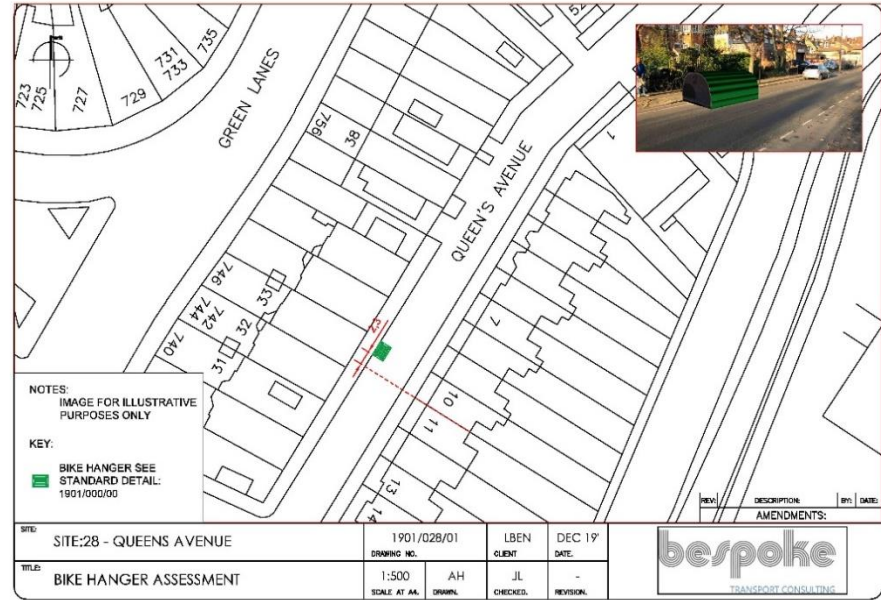 723
725
727
729
731
733
735
GREEN LANES
756
38
52
1
QUEEN'S AVENUE
746
744
742
740
33
32
31
2.3
7
10
11
13
14
NOTES:
IMAGE FOR ILLUSTRATIVE
PURPOSES ONLY
KEY:
BIKE HANGER SEE
STANDARD DETAIL:
1901/000/00
REV: DESCRIPTION: BY: DATE:
AMENDMENTS:
SITE:
SITE:28 - QUEENS AVENUE
1901/028/01
DRAWING NO.
LBEN
CLIENT
DEC 19'
DATE.
TITLE:
BIKE HANGER ASSESSMENT
1:500
SCALE AT A4.
AH
DRAWN.
JL
CHECKED.
-
REVISION.
bespoke
TRANSPORT CONSULTING